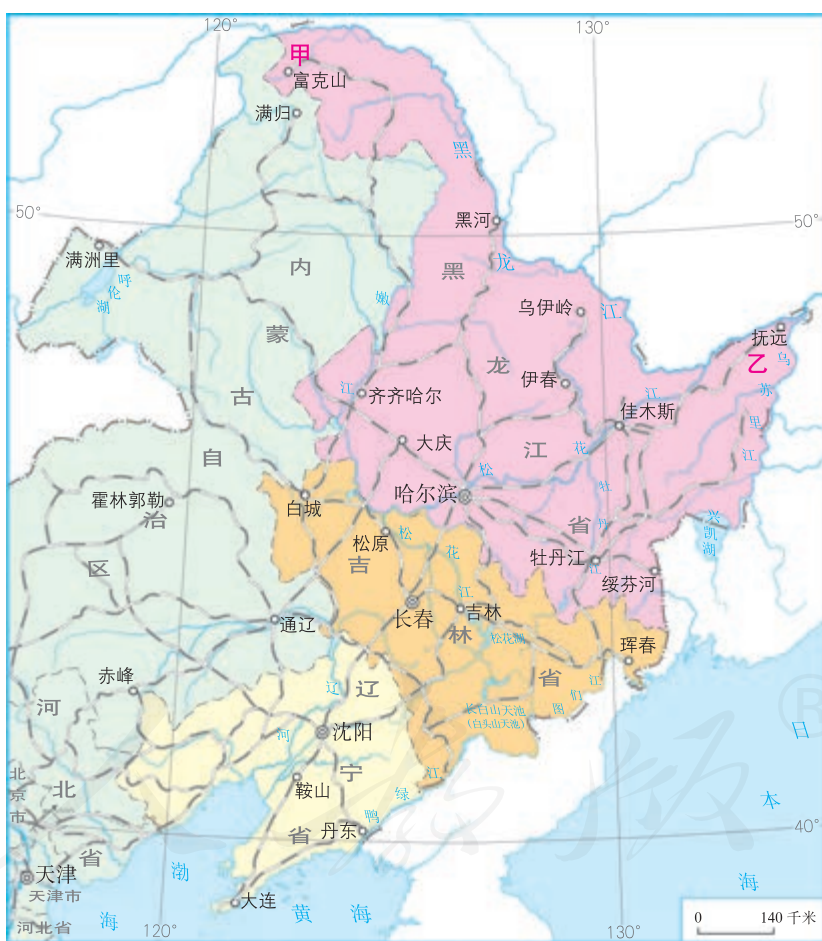 120°
130°
甲
富克山
满归
黑
50°
黑河
50°
满洲里
呼
伦
湖
内
嫩
黑
龙
乌伊岭
江
蒙
抚远
乙
乌
古
江
齐齐哈尔
龙
伊春
江
苏
佳木斯
里
自
大庆
江
花
江
哈尔滨
松
牡
霍林郭勒
治
白城
丹
省
兴
凯
湖
松原
松
花
牡丹江
江
区
吉
绥芬河
长春
江
吉林
通辽
林
松花湖
珲春
赤峰
河
辽
辽
省
江
们
图
长白山天池
(白头山天池)
沈阳
河
宁
江
日
北
京
市
北
鞍山
绿
本
鸭
省
丹东
40°
省
天津
天津市
渤
大连
海
黄
海
海
河北省
120°
130°
0
140 千米
®